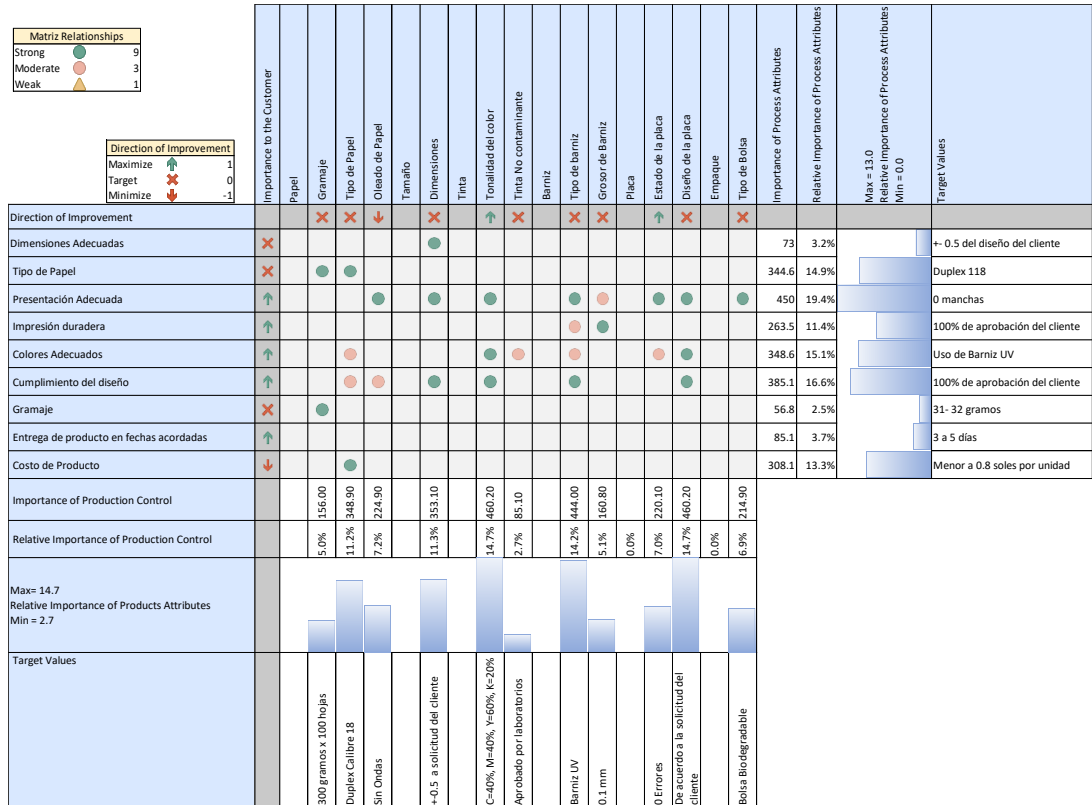 Matriz Relationships
Strong 9
Moderate 3
Weak 1
Direction of Improvement
Maximize 1
Target 0
Minimize -1
Importance to the Customer
Papel
Gramaje
Tipo de Papel
Oleado de Papel
Tamaño
Dimensiones
Tinta
Tonalidad del color
Tinta No contaminante
Barniz
Tipo de barniz
Grosor de Barniz
Placa
Estado de la placa
Diseño de la placa
Empaque
Tipo de Bolsa
Importance of Process Attributes
Relative Importance of Process Attributes
Max = 13.0
Relative Importance of Process Attributes
Min = 0.0
Target Values
Direction of Improvement
Dimensiones Adecuadas 73 3.2% +- 0.5 del diseño del cliente
Tipo de Papel 344.6 14.9% Duplex 118
Presentación Adecuada 450 19.4% 0 manchas
Impresión duradera 263.5 11.4% 100% de aprobación del cliente
Colores Adecuados 348.6 15.1% Uso de Barniz UV
Cumplimiento del diseño 385.1 16.6% 100% de aprobación del cliente
Gramaje 56.8 2.5% 31- 32 gramos
Entrega de producto en fechas acordadas 85.1 3.7% 3 a 5 días
Costo de Producto 308.1 13.3% Menor a 0.8 soles por unidad
Importance of Production Control 156.00 348.90 224.90 353.10 460.20 85.10 444.00 160.80 220.10 460.20 214.90
Relative Importance of Production Control 5.0% 11.2% 7.2% 11.3% 14.7% 2.7% 14.2% 5.1% 0.0% 7.0% 14.7% 0.0% 6.9%
Max= 14.7
Relative Importance of Products Attributes
Min = 2.7
Target Values
300 gramos x 100 hojas
Duplex Calibre 18
Sin Ondas
+-0.5 a solicitud del cliente
C=40%, M=40%, Y=60%, K=20%
Aprobado por laboratorios
Barniz UV
0.1 mm
0 Errores
De acuerdo a la solicitud del
cliente
Bolsa Biodegradable